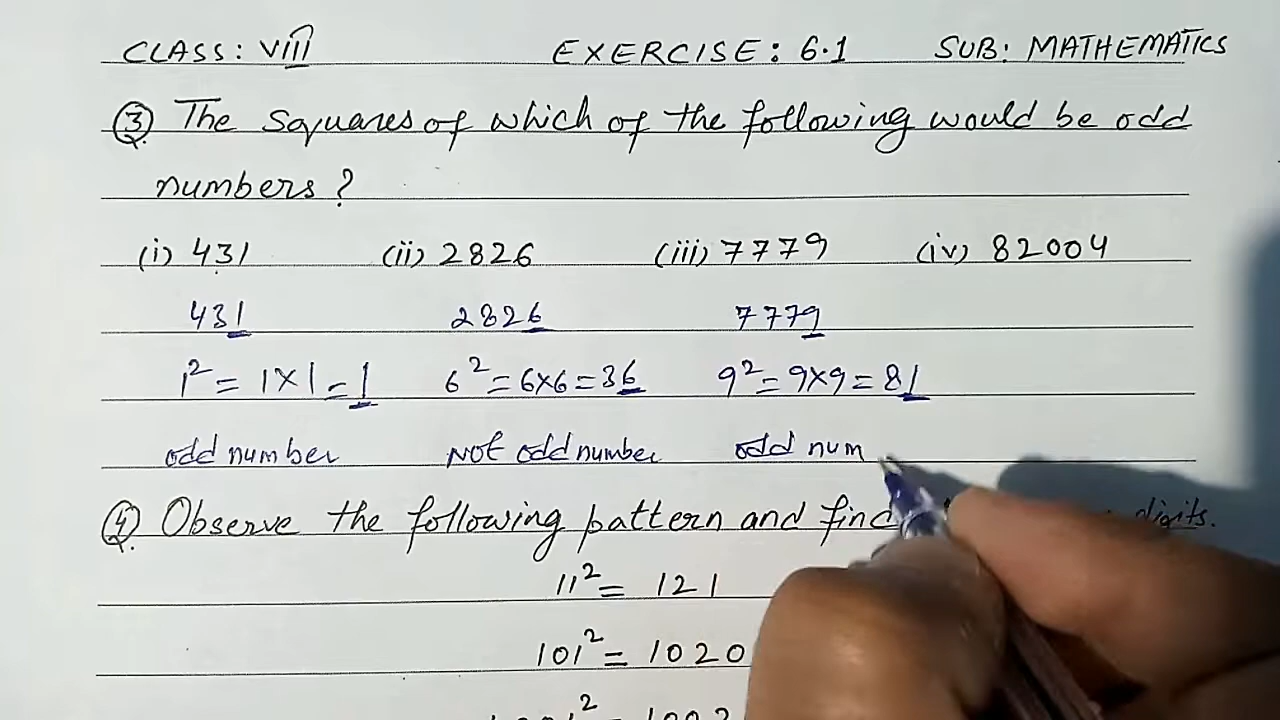 CLASS: VIII EXERCISE: 6.1 SUB: MATHEMATICS
③ The squares of which of the following would be odd
numbers?
(i) 431 (ii) 2826 (iii) 7779 (iv) 82004
431 2826 7779
1² = 1×1 = 1 6² = 6×6 = 36 9² = 9×9 = 81
odd number Not odd number odd num
④ Observe the following pattern and find digits.
11² = 121
101² = 1020